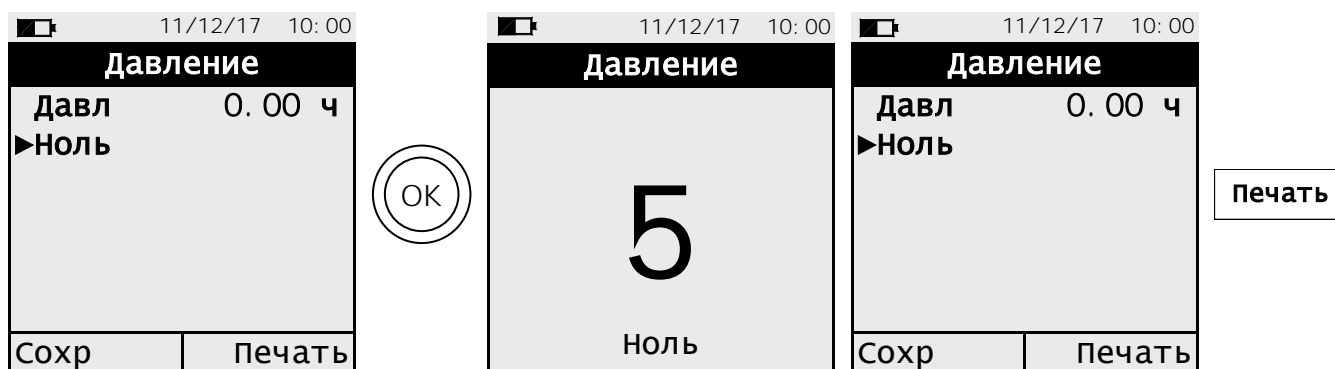 11/12/17 10:00
Давление
Давл 0.00 ч
►Ноль
Сохр Печать
OK
11/12/17 10:00
Давление
5
Ноль
11/12/17 10:00
Давление
Давл 0.00 ч
►Ноль
Сохр Печать
Печать